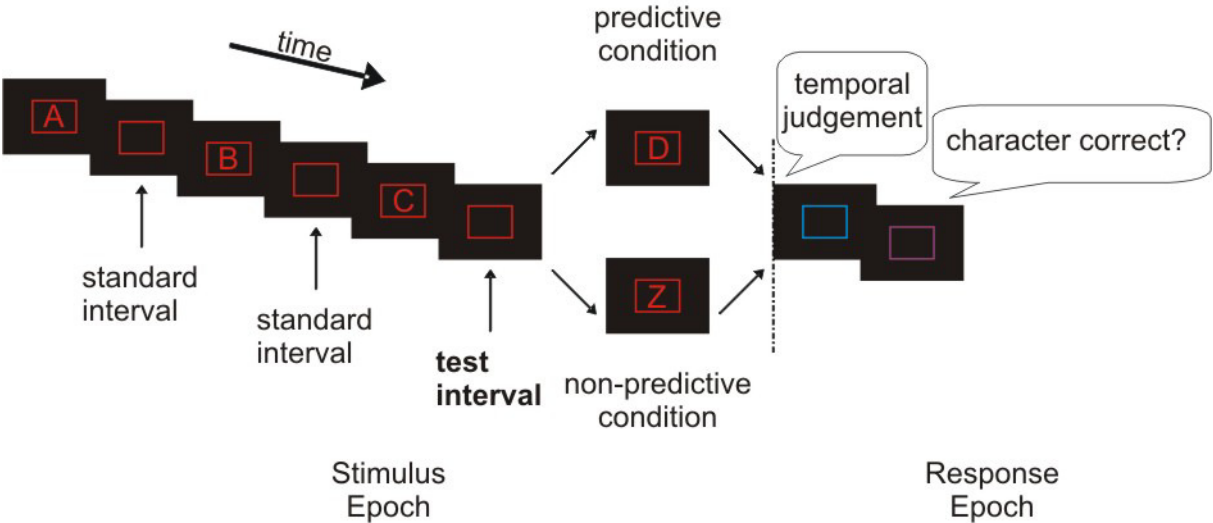 time
A
B
C
standard
interval
standard
interval
test
interval
predictive
condition
D
Z
non-predictive
condition
temporal
judgement
character correct?
Stimulus
Epoch
Response
Epoch